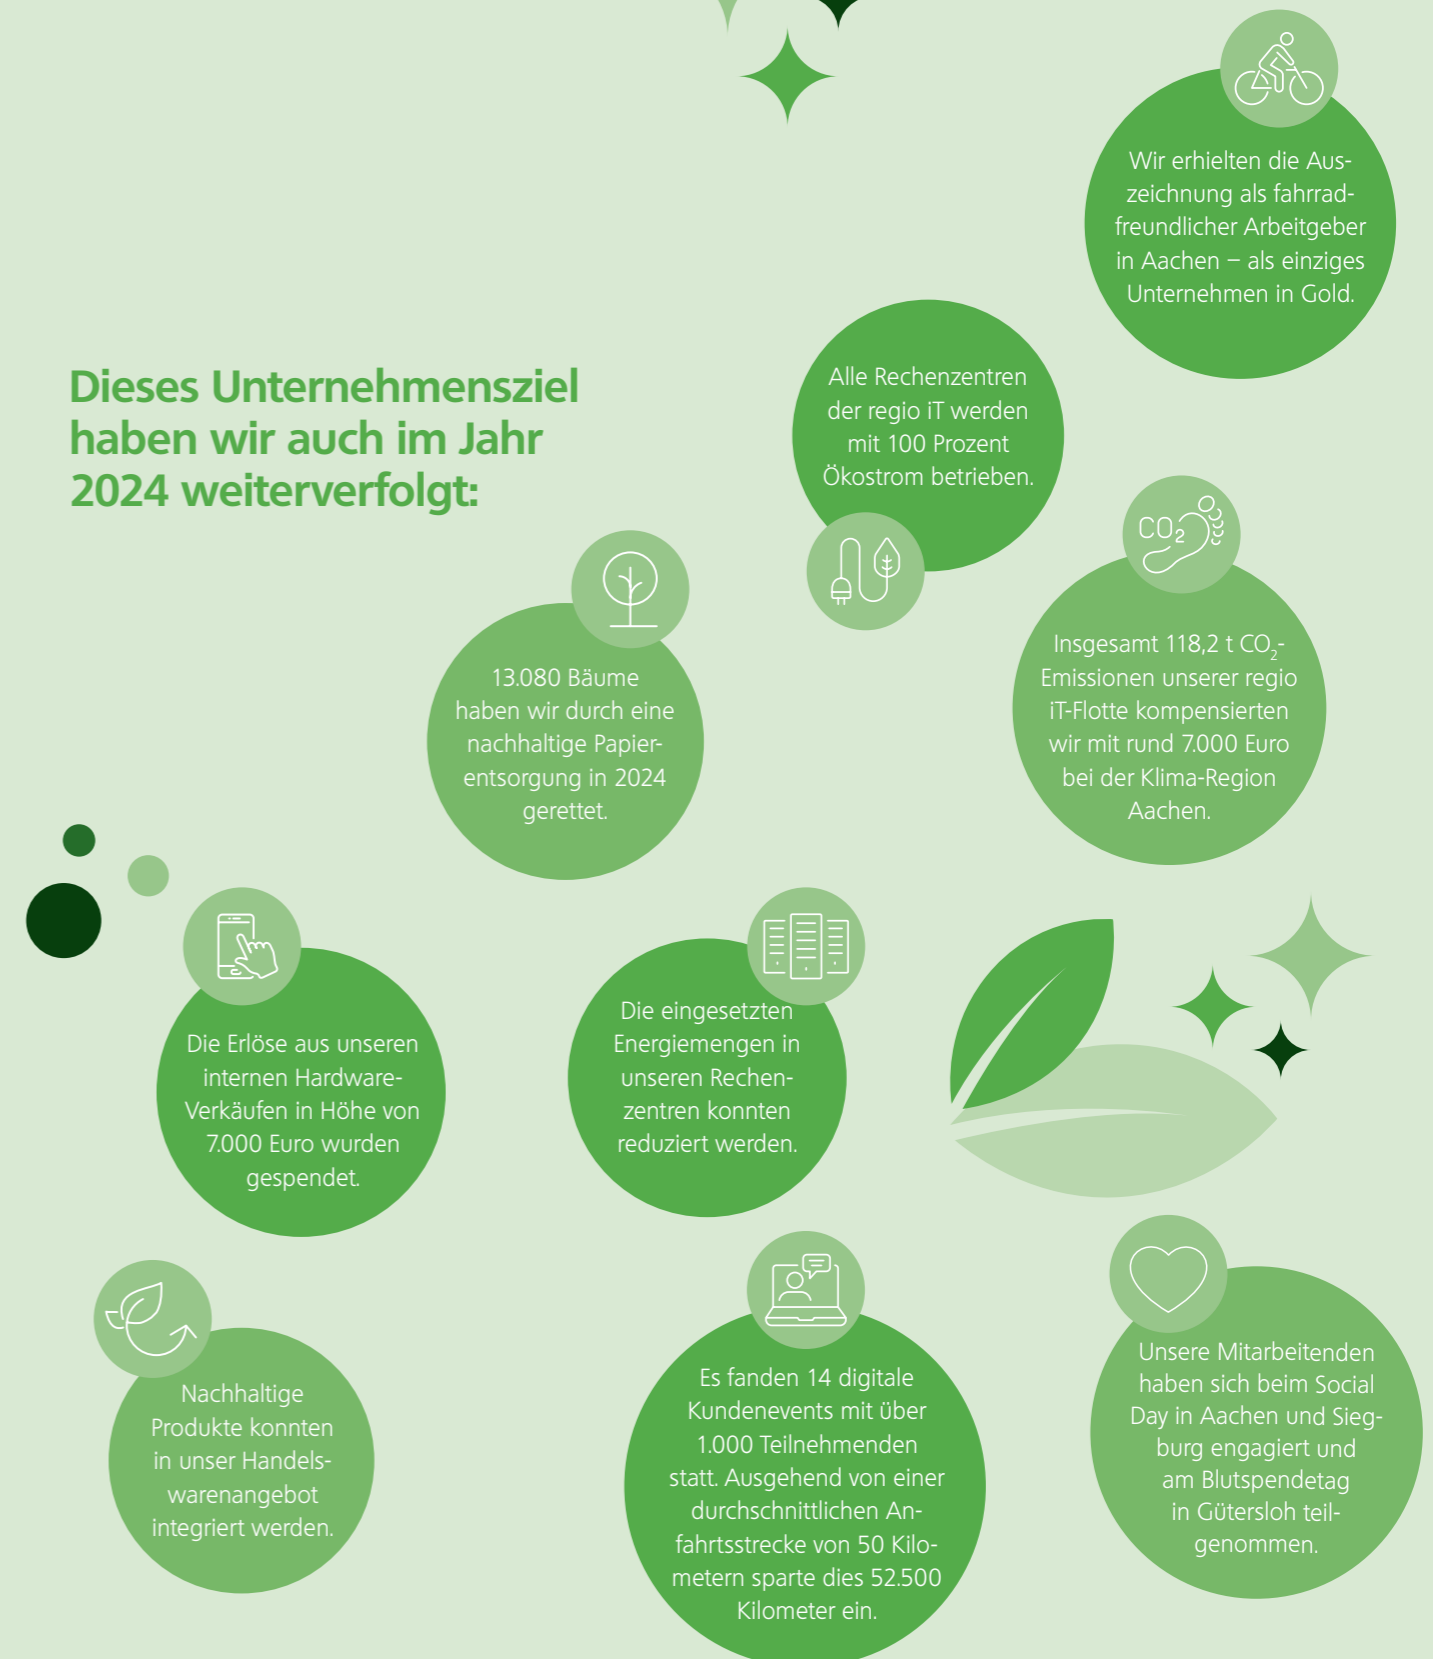 Dieses Unternehmensziel
haben wir auch im Jahr
2024 weiterverfolgt:
Wir erhielten die Aus-
zeichnung als fahrrad-
freundlicher Arbeitgeber
in Aachen – als einziges
Unternehmen in Gold.
Alle Rechenzentren
der regio iT werden
mit 100 Prozent
Ökostrom betrieben.
CO₂
Insgesamt 118,2 t CO₂-
Emissionen unserer regio
iT-Flotte kompensierten
wir mit rund 7.000 Euro
bei der Klima-Region
Aachen.
13.080 Bäume
haben wir durch eine
nachhaltige Papier-
entsorgung in 2024
gerettet.
Die Erlöse aus unseren
internen Hardware-
Verkäufen in Höhe von
7.000 Euro wurden
gespendet.
Die eingesetzten
Energiemengen in
unseren Rechen-
zentren konnten
reduziert werden.
Nachhaltige
Produkte konnten
in unser Handels-
warenangebot
integriert werden.
Es fanden 14 digitale
Kundenevents mit über
1.000 Teilnehmenden
statt. Ausgehend von einer
durchschnittlichen An-
fahrtsstrecke von 50 Kilo-
metern sparte dies 52.500
Kilometer ein.
Unsere Mitarbeitenden
haben sich beim Social
Day in Aachen und Sieg-
burg engagiert und
am Blutspendetag
in Gütersloh teil-
genommen.